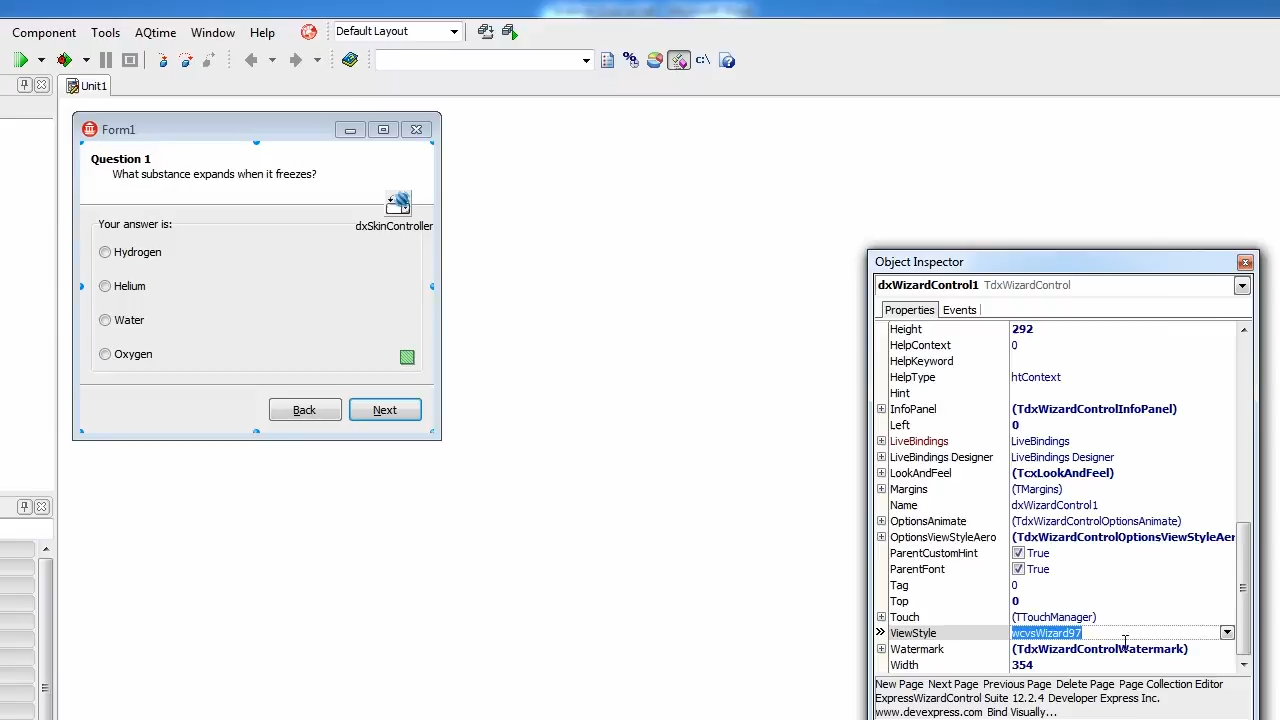 Component Tools AQtime Window Help Default Layout
C:\
Unit1
Form1
Question 1
What substance expands when it freezes?
dxSkinController
Your answer is:
Hydrogen
Helium
Water
Oxygen
Back Next
Object Inspector
dxWizardControl1 TdxWizardControl
Properties Events
Height 292
HelpContext 0
HelpKeyword
HelpType htContext
Hint
InfoPanel (TdxWizardControlInfoPanel)
Left 0
LiveBindings LiveBindings
LiveBindings Designer LiveBindings Designer
LookAndFeel (TcxLookAndFeel)
Margins (TMargins)
Name dxWizardControl1
OptionsAnimate (TdxWizardControlOptionsAnimate)
OptionsViewStyleAero (TdxWizardControlOptionsViewStyleAer
ParentCustomHint True
ParentFont True
Tag 0
Top 0
Touch (TTouchManager)
ViewStyle wcvsWizard97
Watermark (TdxWizardControlWatermark)
Width 354
New Page Next Page Previous Page Delete Page Page Collection Editor
ExpressWizardControl Suite 12.2.4 Developer Express Inc.
www.devexpress.com Bind Visually...